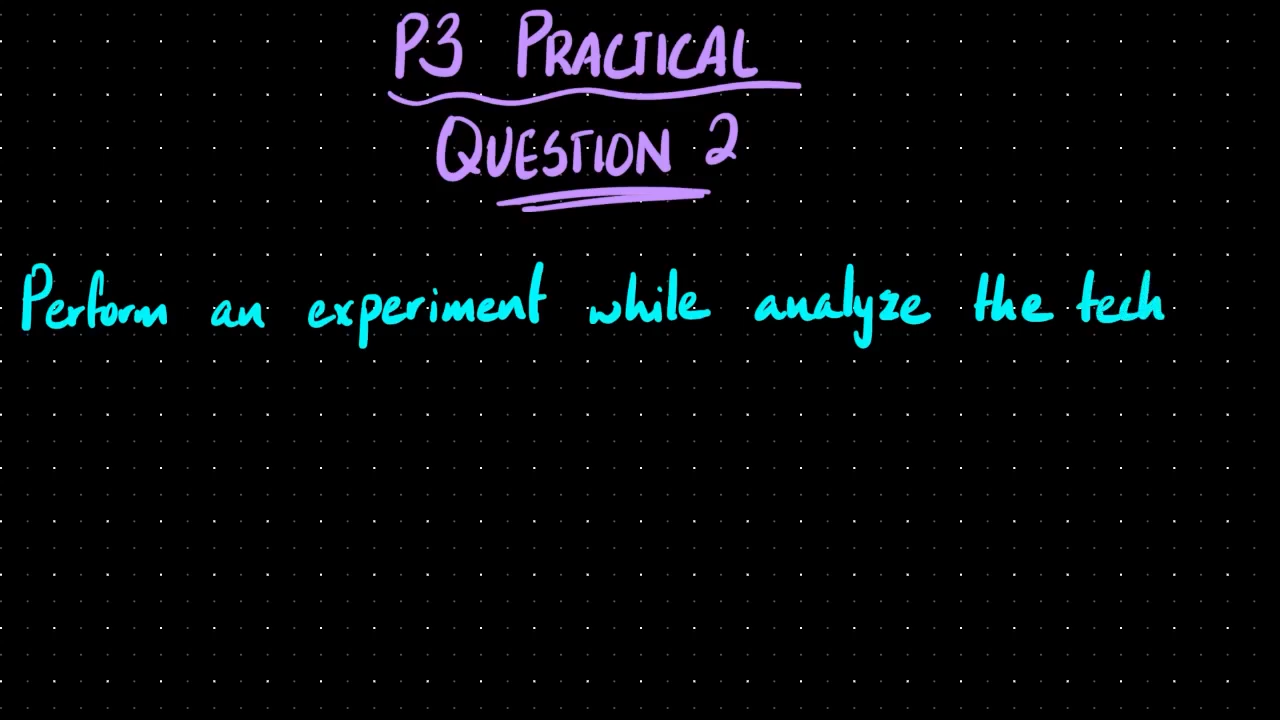 P3 PRACTICAL
QUESTION 2
Perform an experiment while analyze the tech